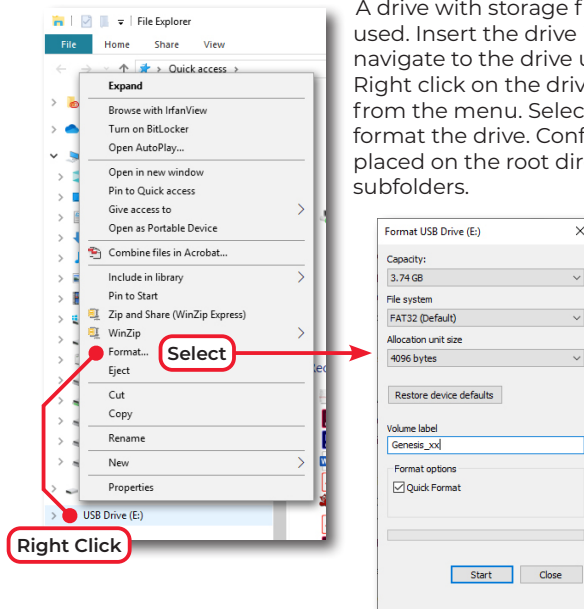 File Explorer
File Home Share View
Quick access
Expand
Browse with IrfanView
Turn on BitLocker
Open AutoPlay...
Open in new window
Pin to Quick access
Give access to
Open as Portable Device
Combine files in Acrobat...
Include in library
Pin to Start
Zip and Share (WinZip Express)
WinZip
Format...
Select
Eject
Cut
Copy
Rename
New
Properties
USB Drive (E:)
Right Click
A drive with storage
used. Insert the drive
navigate to the drive
Right click on the
from the menu.
format the drive.
placed on the root
subfolders.
Format USB Drive (E:)
Capacity:
3.74 GB
File system
FAT32 (Default)
Allocation unit size
4096 bytes
Restore device defaults
Volume label
Genesis_xx
Format options
Quick Format
Start Close